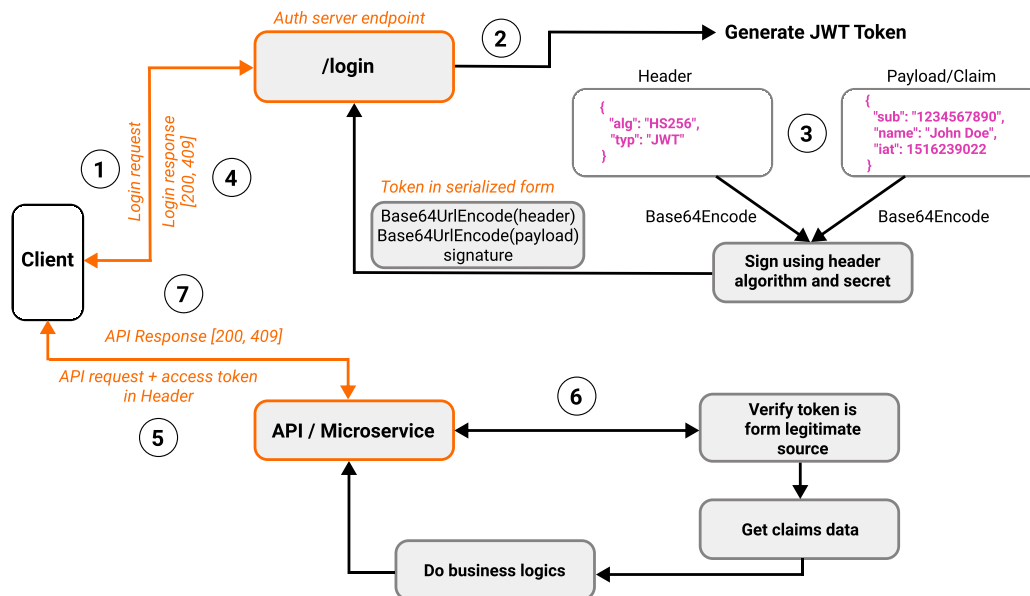 Auth server endpoint
/login
2
Generate JWT Token
Header
{
"alg": "HS256",
"typ": "JWT"
}
3
Payload/Claim
{
"sub": "1234567890",
"name": "John Doe",
"iat": 1516239022
}
1
Login request
Login response
[200, 409]
4
Token in serialized form
Base64UrlEncode(header)
Base64UrlEncode(payload)
signature
Base64Encode
Base64Encode
Sign using header
algorithm and secret
Client
7
API Response [200, 409]
API request + access token
in Header
5
API / Microservice
6
Verify token is
form legitimate
source
Get claims data
Do business logics